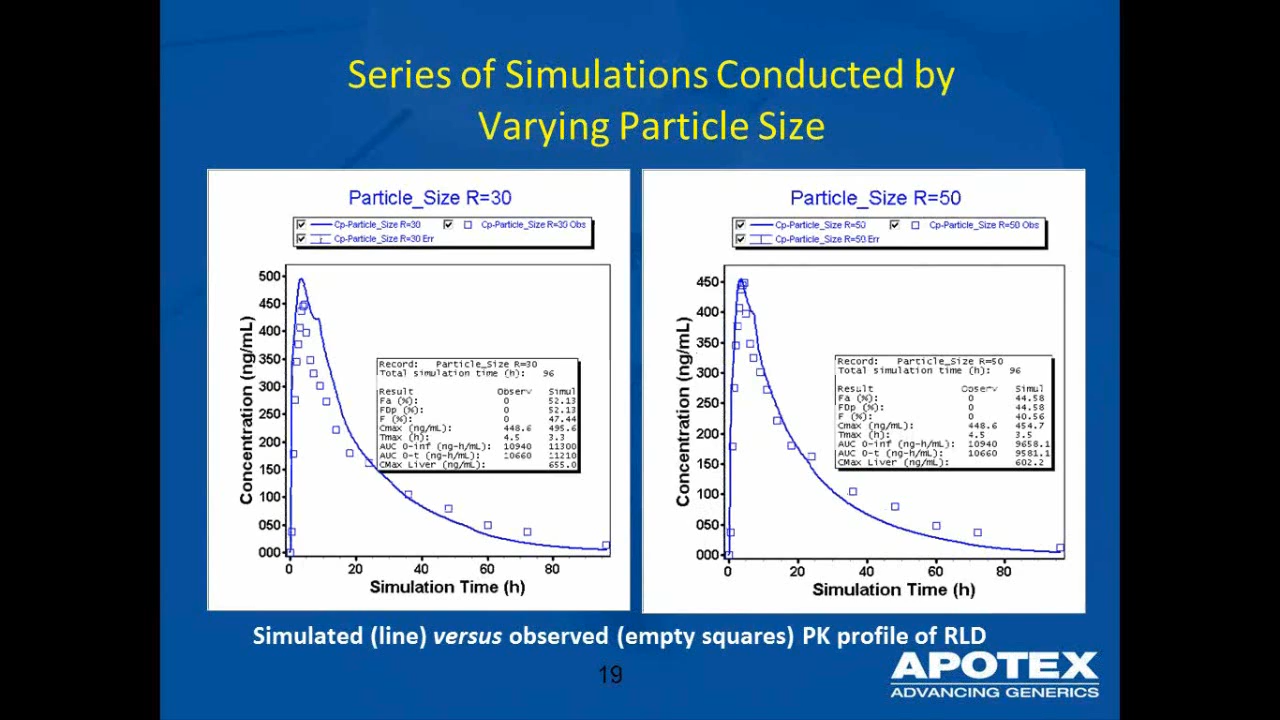 Series of Simulations Conducted by
Varying Particle Size
Particle_Size R=30
Cp-Particle_Size R=30 Cp-Particle_Size R=30 Obs
Cp-Particle_Size R=30 Err
Concentration (ng/mL)
500
450
400
350
300
250
200
150
100
050
000
Record: Particle_Size R=30
Total simulation time (h): 96
Result Observ Simul
Fa (%): 0 52.13
FDp (%): 0 52.13
F (%): 0 47.44
Cmax (ng/mL): 448.6 495.6
Tmax (h): 4.5 3.3
AUC 0-inf (ng-h/mL): 10940 11300
AUC 0-t (ng-h/mL): 10660 11210
CMax Liver (ng/mL): 655.0
0 20 40 60 80
Simulation Time (h)
Particle_Size R=50
Cp-Particle_Size R=50 Cp-Particle_Size R=50 Obs
Cp-Particle_Size R=50 Err
Concentration (ng/mL)
450
400
350
300
250
200
150
100
050
000
Record: Particle_Size R=50
Total simulation time (h): 96
Result Observ Simul
Fa (%): 0 44.58
FDp (%): 0 44.58
F (%): 0 40.56
Cmax (ng/mL): 448.6 454.7
Tmax (h): 4.5 3.5
AUC 0-inf (ng-h/mL): 10940 9658.1
AUC 0-t (ng-h/mL): 10660 9581.1
CMax Liver (ng/mL): 602.2
0 20 40 60 80
Simulation Time (h)
Simulated (line) versus observed (empty squares) PK profile of RLD
19
APOTEX
ADVANCING GENERICS